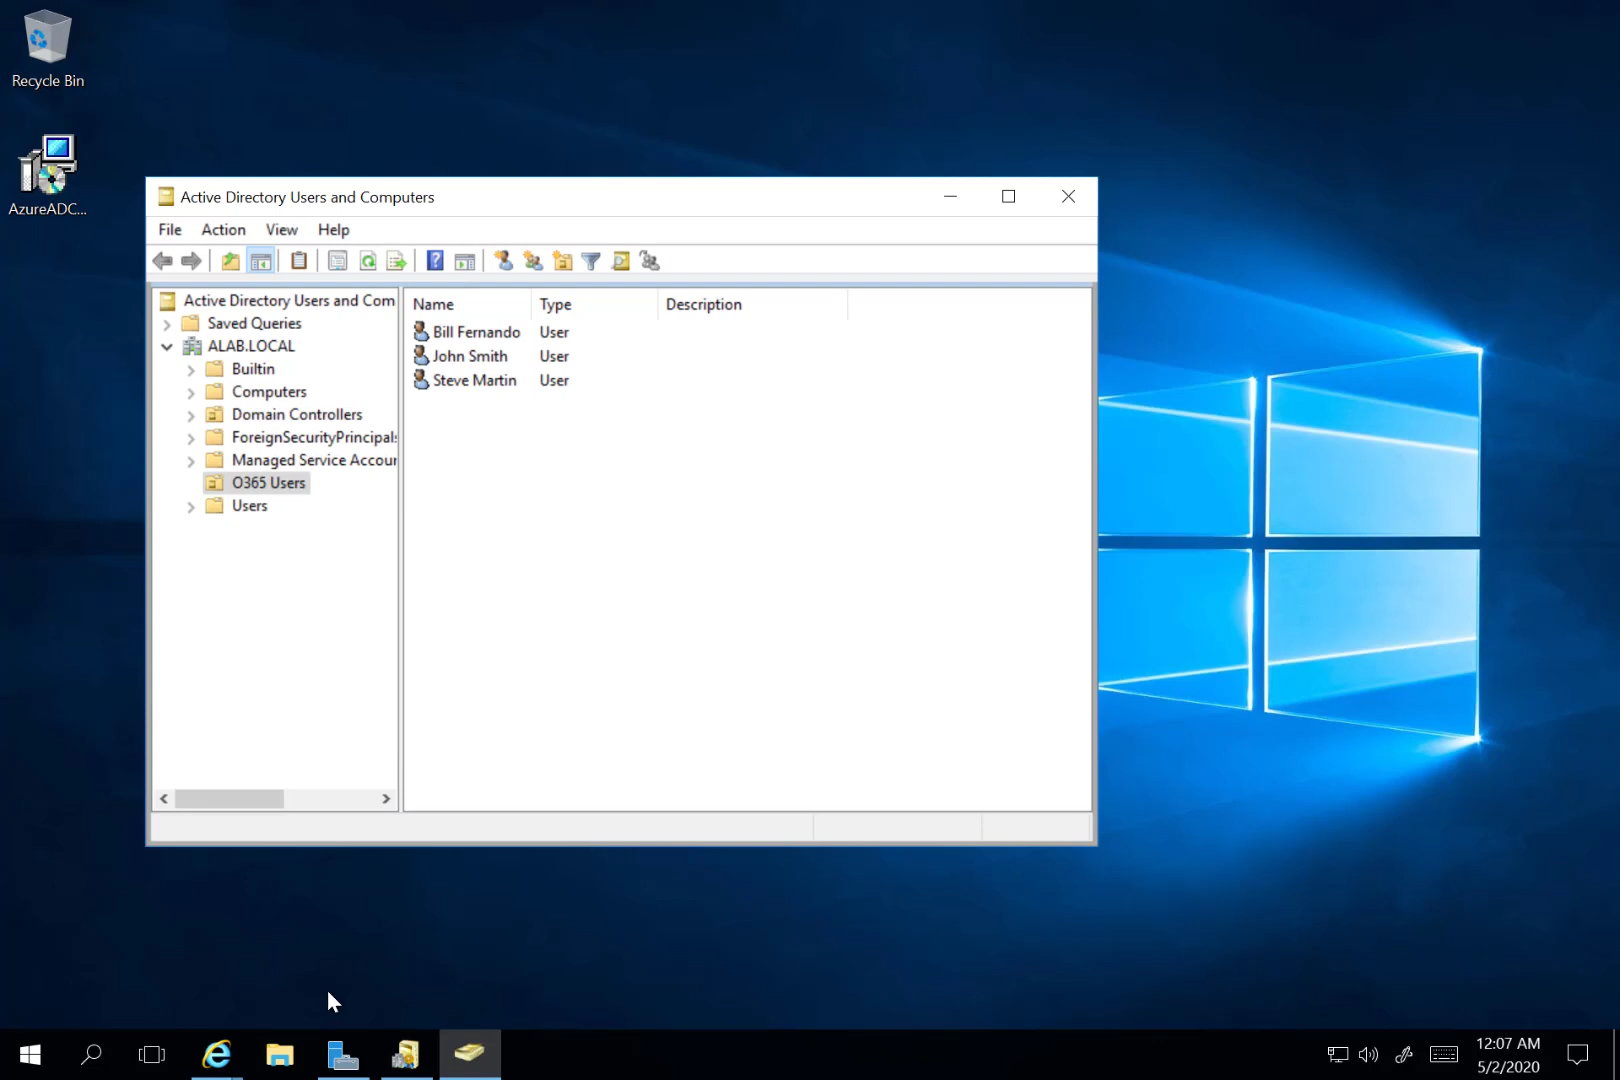 Recycle Bin
AzureADC...
Active Directory Users and Computers
File Action View Help
Active Directory Users and Com
Saved Queries
ALAB.LOCAL
Builtin
Computers
Domain Controllers
ForeignSecurityPrincipals
Managed Service Accour
O365 Users
Users
Name Type Description
Bill Fernando User
John Smith User
Steve Martin User
12:07 AM
5/2/2020